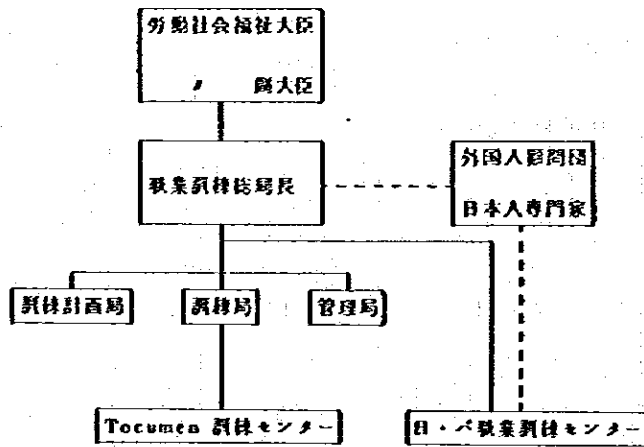 労働社会福祉大臣
〃 副大臣
職業訓練総局長
外国人顧問団
日本人専門家
訓練計画局
訓練局
管理局
Tocumen 訓練センター
日・パ職業訓練センター